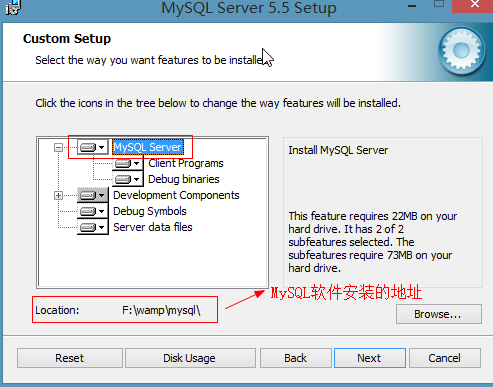 MySQL Server 5.5 Setup
Custom Setup
Select the way you want features to be installe
Click the icons in the tree below to change the way features will be installed.
MySQL Server
Client Programs
Debug binaries
Development Components
Debug Symbols
Server data files
Install MySQL Server
This feature requires 22MB on your
hard drive. It has 2 of 2
subfeatures selected. The
subfeatures require 73MB on your
hard drive.
MySQL软件安装的地址
Location: F:\wamp\mysql\
Browse...
Reset
Disk Usage
Back
Next
Cancel